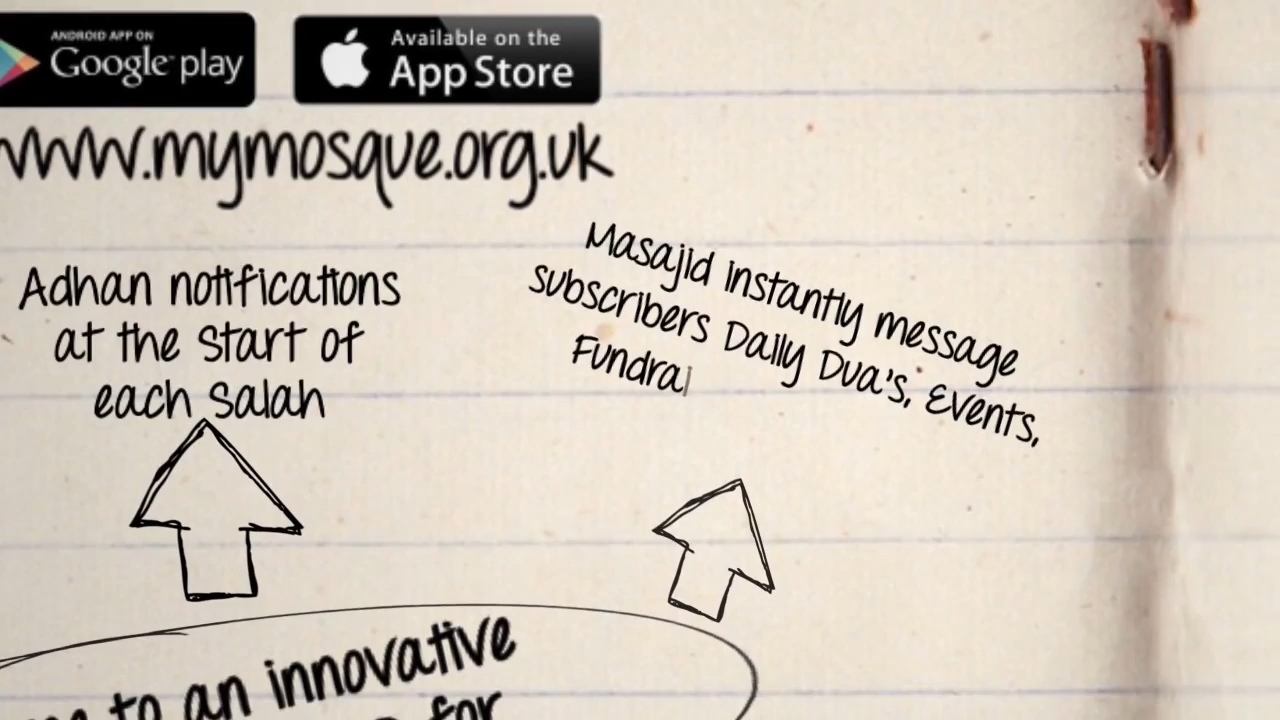 ANDROID APP ON
Google play
Available on the
App Store
www.mymosque.org.uk
Adhan notifications
at the start of
each Salah
Masajid instantly message
subscribers Daily Dua's, Events,
Fundrai
to an innovative
for